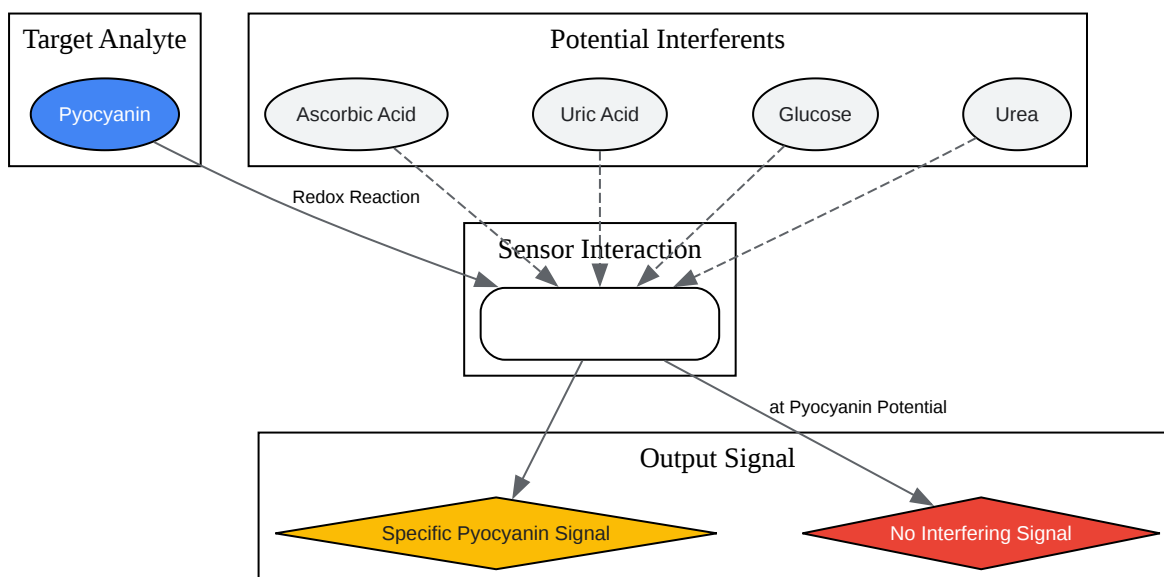 Target Analyte
Potential Interferents
Pyocyanin
Ascorbic Acid
Uric Acid
Glucose
Urea
Redox Reaction
Sensor Interaction
at Pyocyanin Potential
Output Signal
Specific Pyocyanin Signal
No Interfering Signal